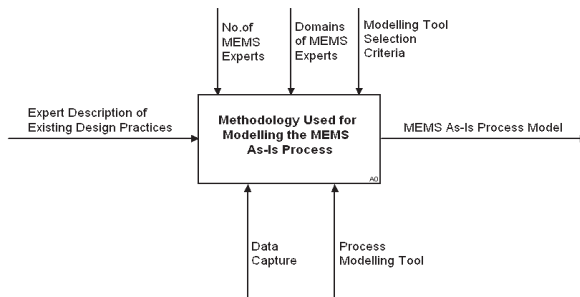 No.of
MEMS
Experts
Domains
of MEMS
Experts
Modelling Tool
Selection
Criteria
Expert Description of
Existing Design Practices
Methodology Used for
Modelling the MEMS
As-Is Process
A0
MEMS As-Is Process Model
Data
Capture
Process
Modelling Tool